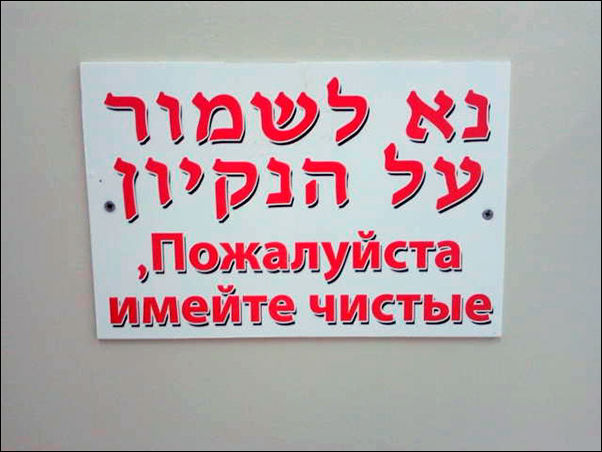 נא לשמור
על הנקיון
,Пожалуйста
имейте чистые